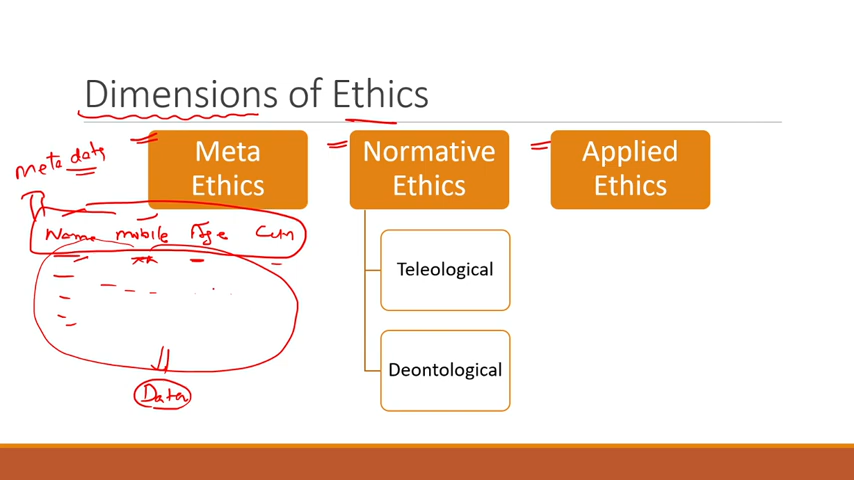 Dimensions of Ethics
Meta data
Meta
Ethics
Normative
Ethics
Applied
Ethics
Name mobile Age
Teleological
Deontological
Data